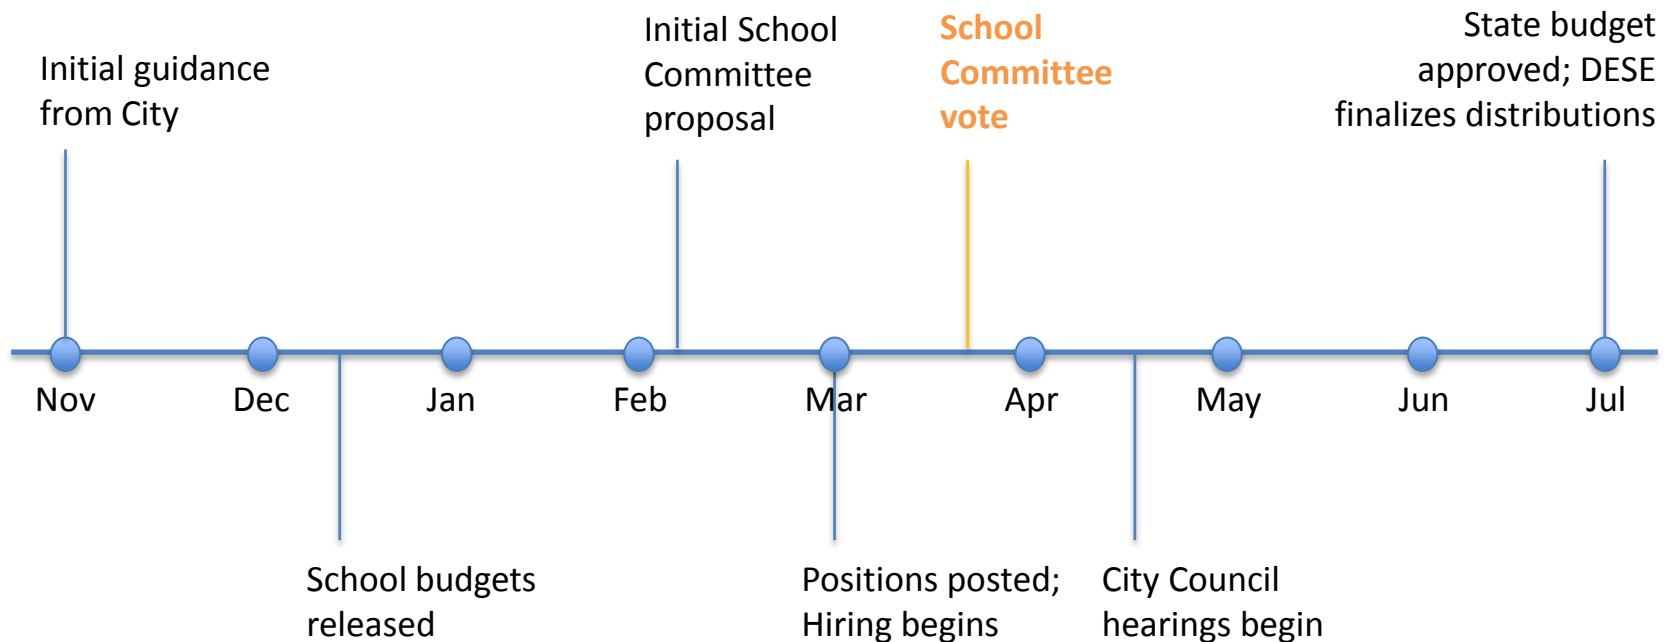 Initial guidance
from City
Initial School
Committee
proposal
School
Committee
vote
State budget
approved; DESE
finalizes distributions
Nov
Dec
Jan
Feb
Mar
Apr
May
Jun
Jul
School budgets
released
Positions posted;
Hiring begins
City Council
hearings begin